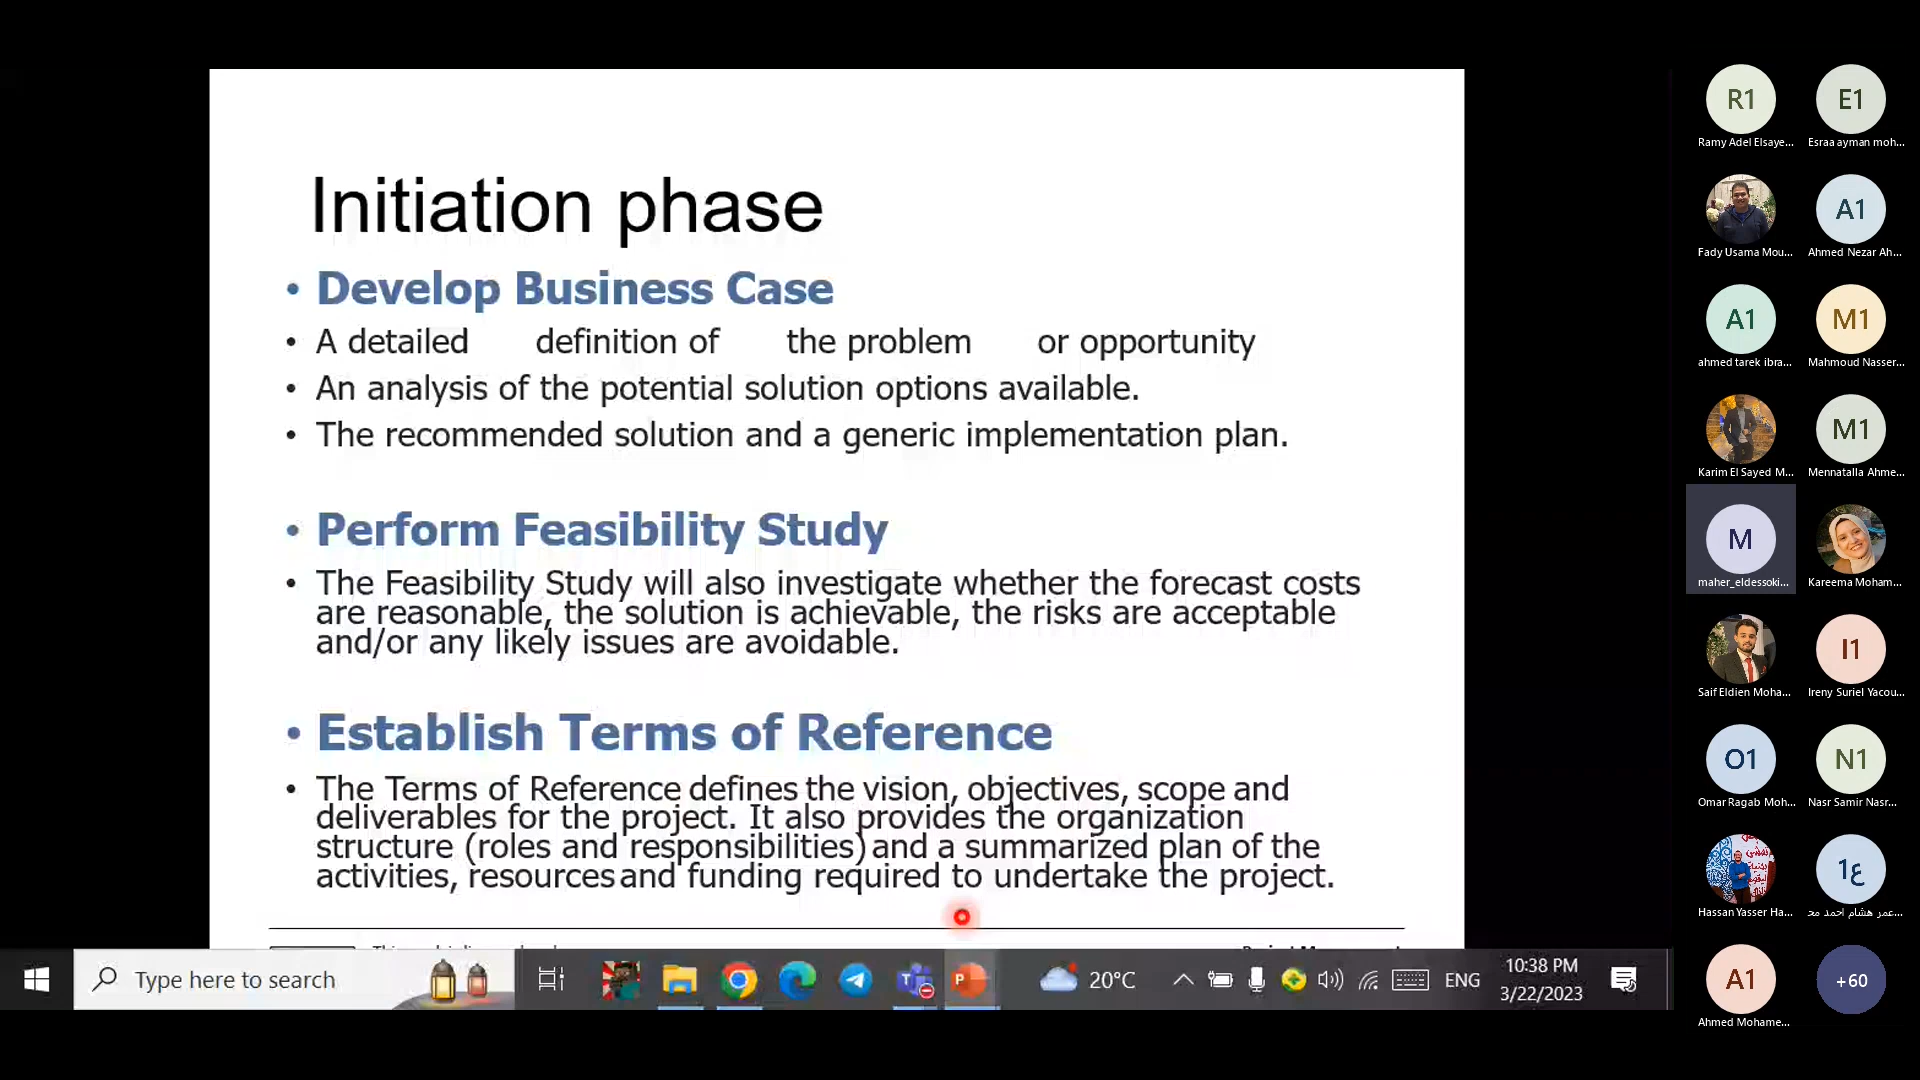 Initiation phase
• Develop Business Case
• A detailed definition of the problem or opportunity
• An analysis of the potential solution options available.
• The recommended solution and a generic implementation plan.
• Perform Feasibility Study
• The Feasibility Study will also investigate whether the forecast costs
are reasonable, the solution is achievable, the risks are acceptable
and/or any likely issues are avoidable.
• Establish Terms of Reference
• The Terms of Reference defines the vision, objectives, scope and
deliverables for the project. It also provides the organization
structure (roles and responsibilities) and a summarized plan of the
activities, resources and funding required to undertake the project.
Type here to search
20°C
ENG
10:38 PM
3/22/2023
R1
E1
Ramy Adel Elsaye...
Esraa ayman moh...
A1
Fady Usama Mou...
Ahmed Nezar Ah...
A1
M1
ahmed tarek ibra...
Mahmoud Nasser...
M1
Karim El Sayed M...
Mennatalla Ahme...
M
maher_eldessoki...
Kareema Moham...
I1
Saif Eldien Moha...
Ireny Suriel Yacou...
O1
N1
Omar Ragab Moh...
Nasr Samir Nasr...
ع1
Hassan Yasser Ha...
عمر هشام احمد مح...
A1
+60
Ahmed Mohame...